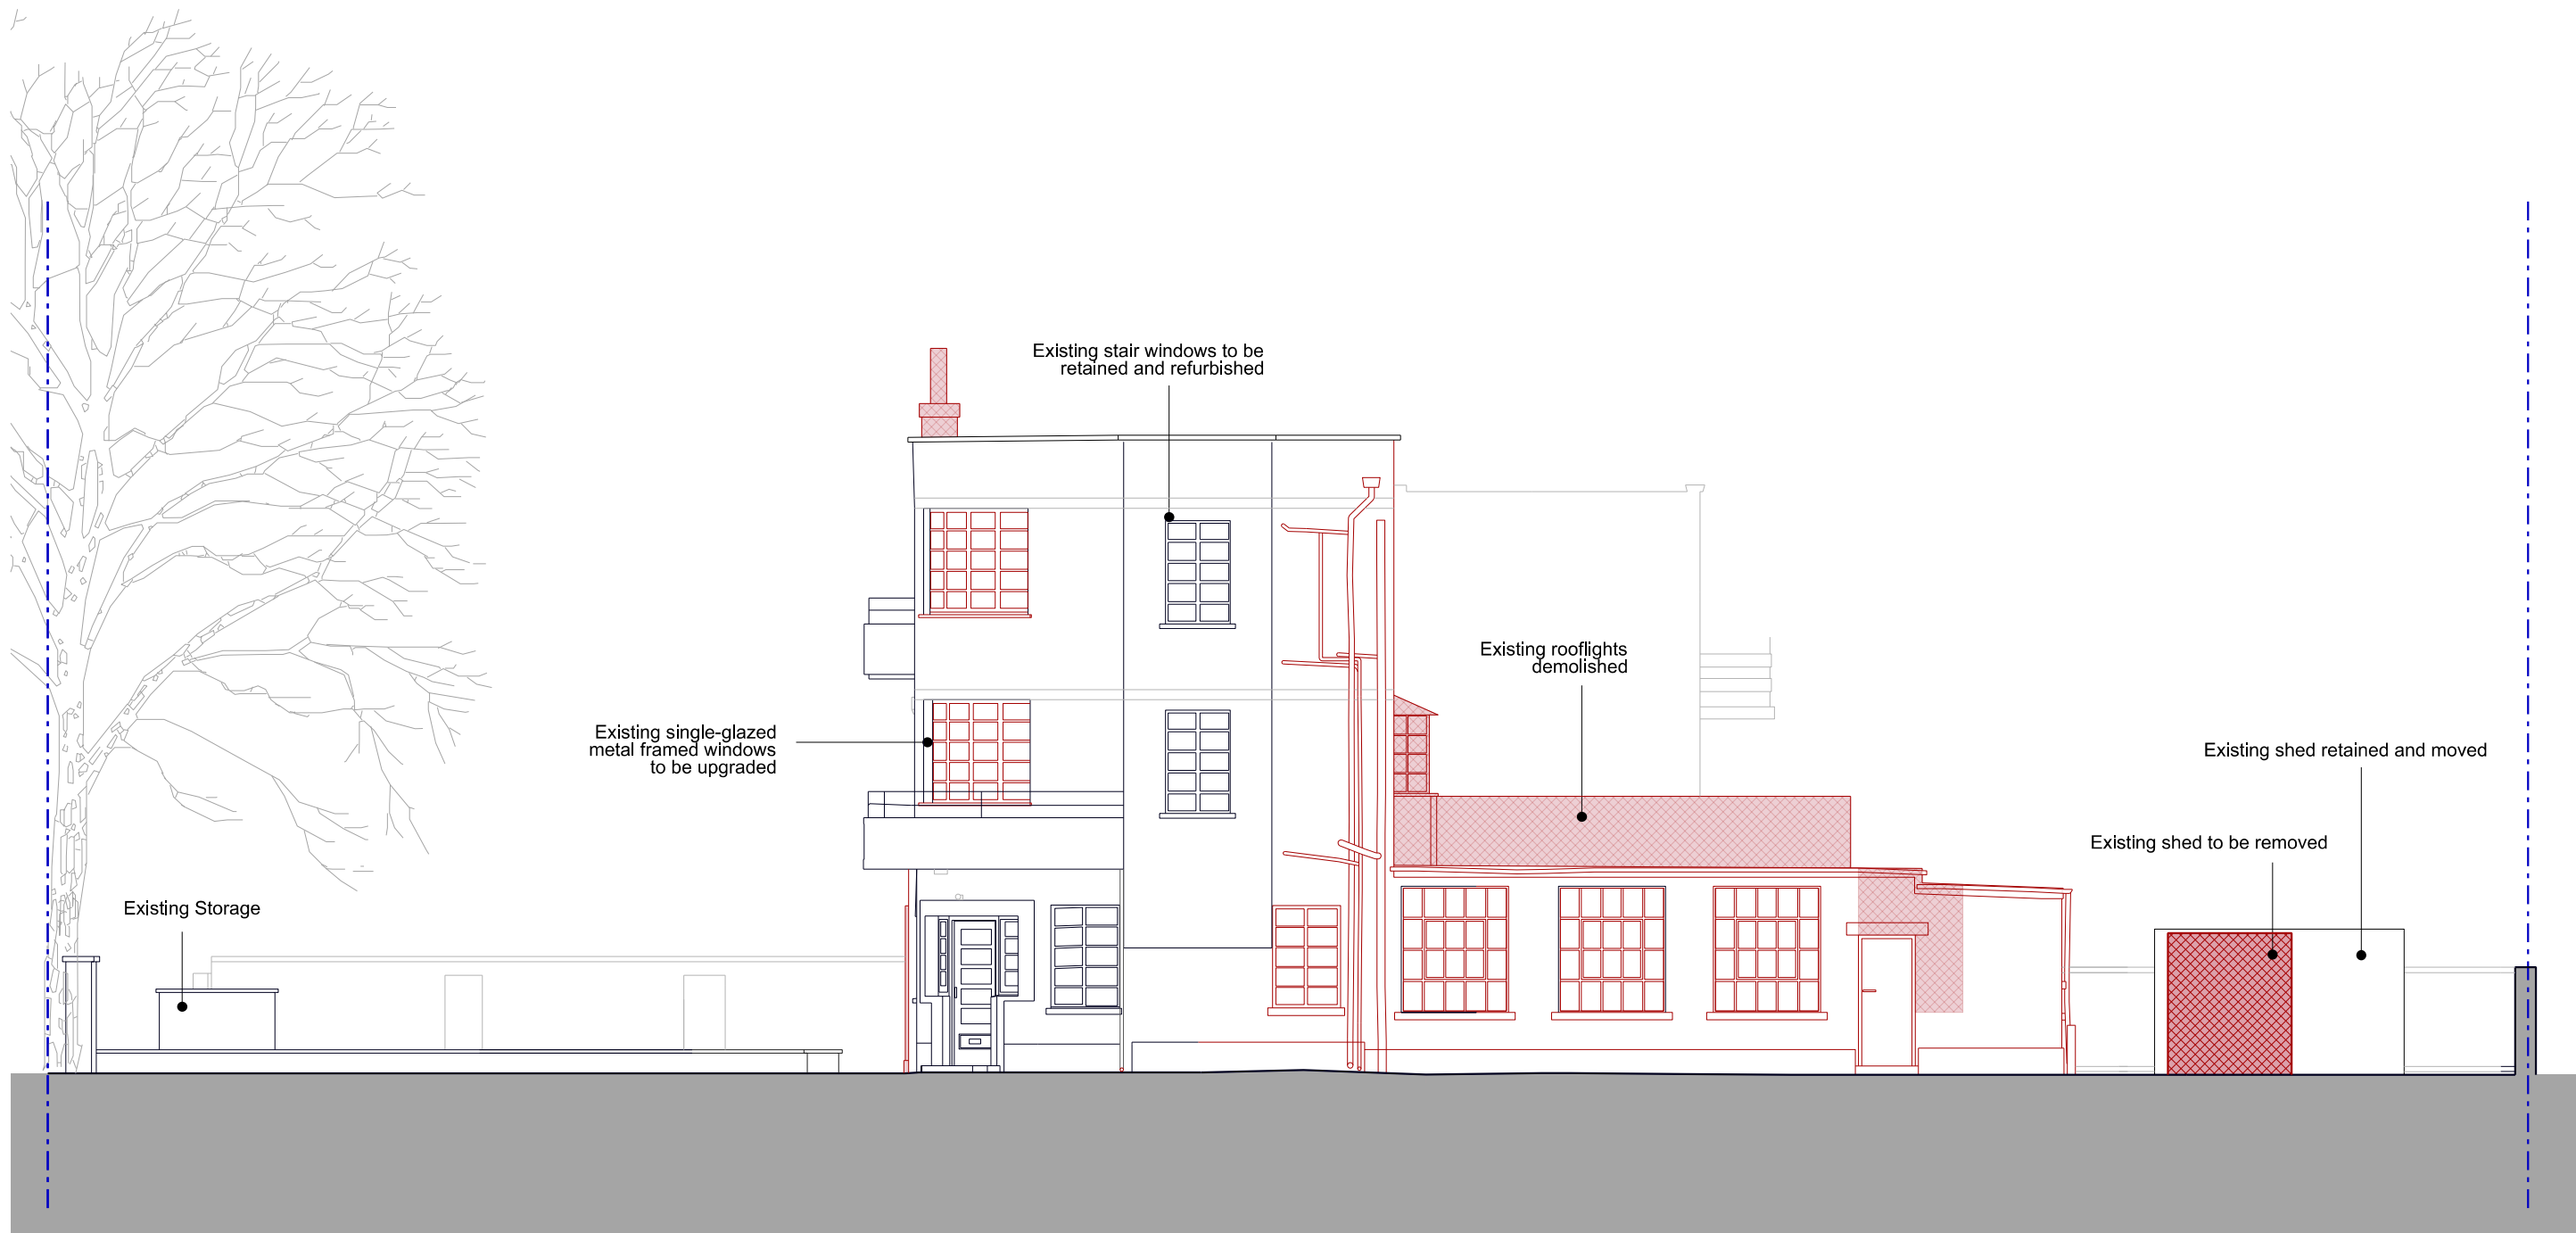 Existing stair windows to be
retained and refurbished
Existing rooflights
demolished
Existing single-glazed
metal framed windows
to be upgraded
Existing shed retained and moved
Existing shed to be removed
Existing Storage